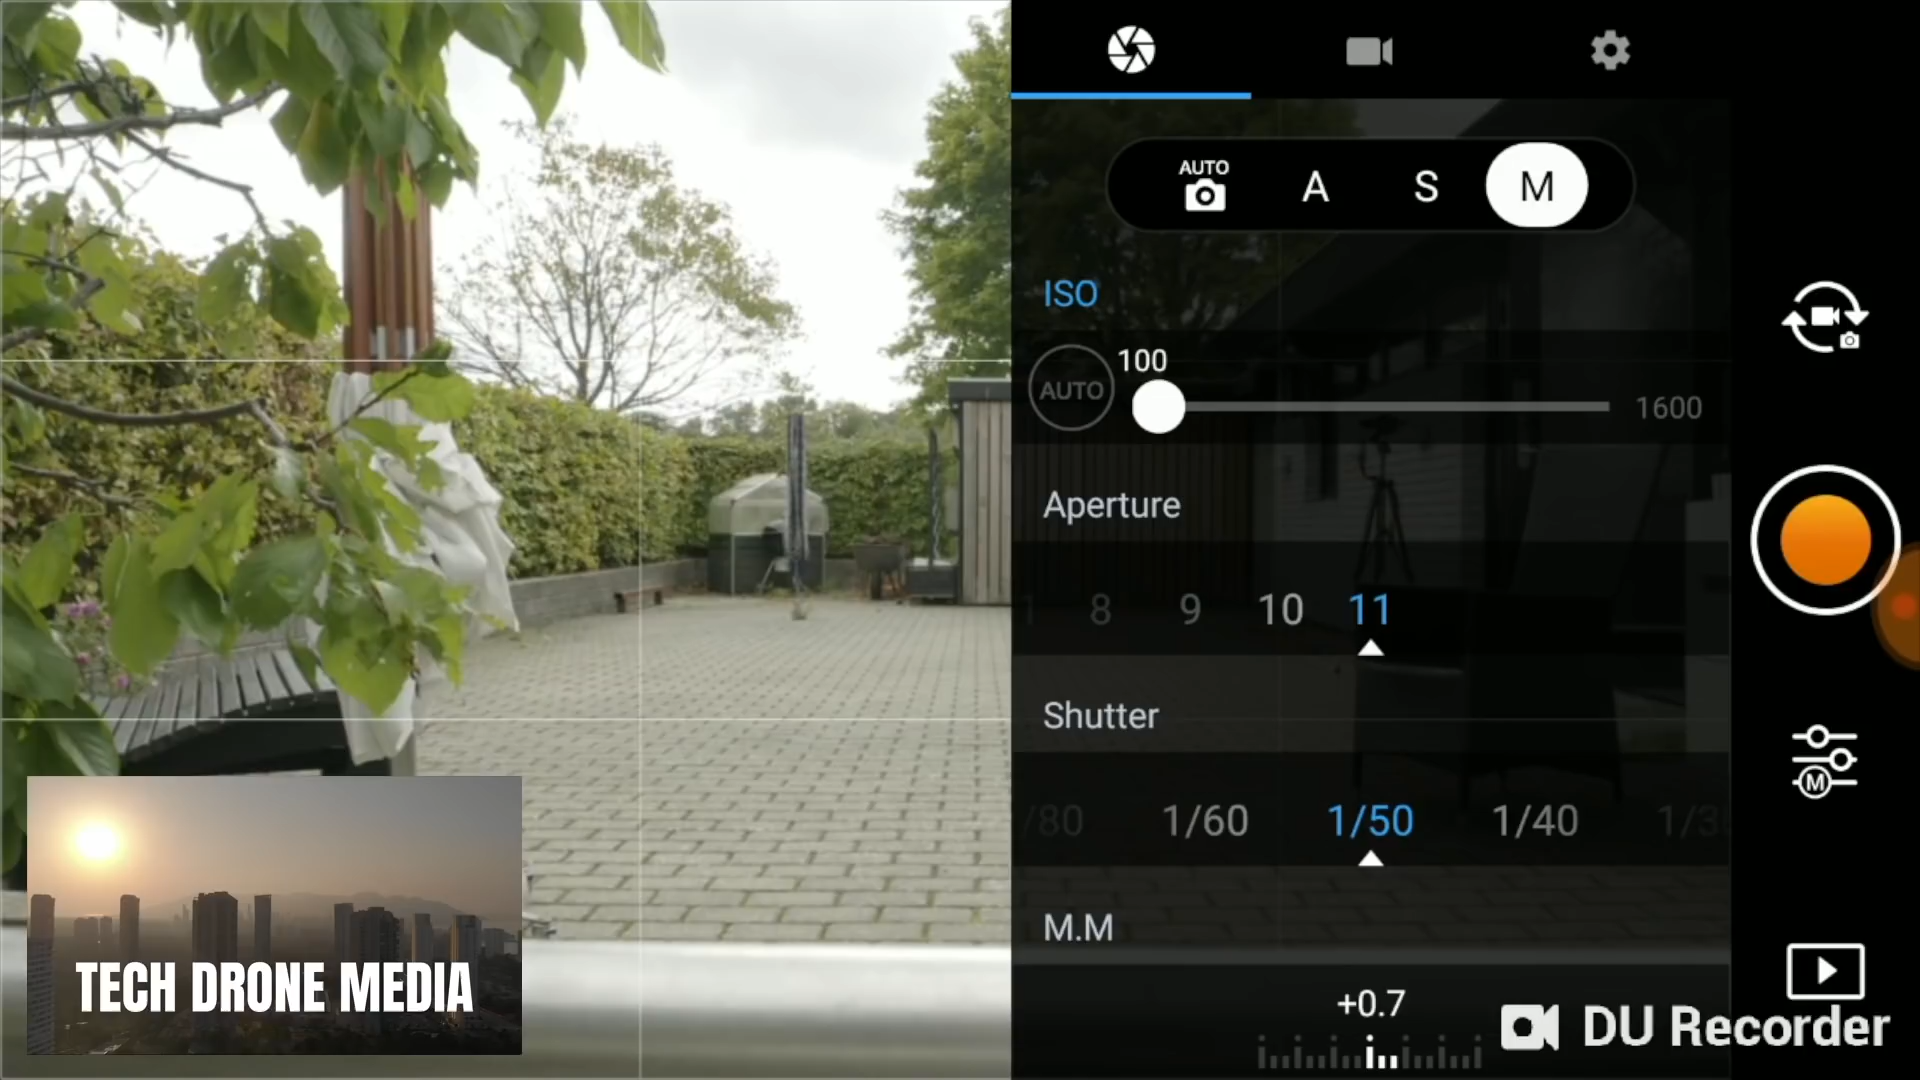 AUTO
A
S
M
ISO
AUTO
100
1600
Aperture
8
9
10
11
Shutter
/80
1/60
1/50
1/40
M.M
+0.7
M
TECH DRONE MEDIA
DU Recorder